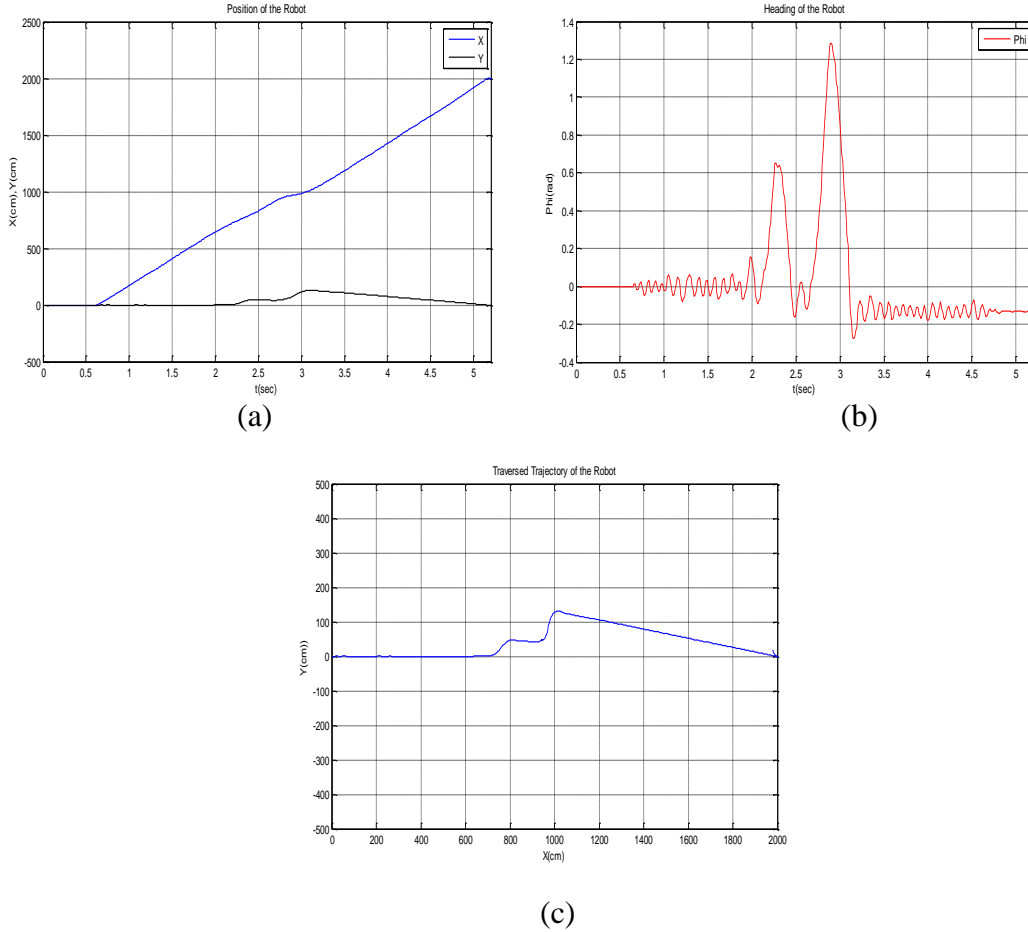 Position of the Robot
2500
2000
1500
1000
500
0
-500
X(cm),Y(cm)
X
Y
0 0.5 1 1.5 2 2.5 3 3.5 4 4.5 5
t(sec)
(a)
Heading of the Robot
1.4
1.2
1
0.8
0.6
0.4
0.2
0
-0.2
-0.4
Phi(rad)
Phi
0 0.5 1 1.5 2 2.5 3 3.5 4 4.5 5
t(sec)
(b)
Traversed Trajectory of the Robot
500
400
300
200
100
0
-100
-200
-300
-400
-500
Y(cm))
0 200 400 600 800 1000 1200 1400 1600 1800 2000
X(cm)
(c)